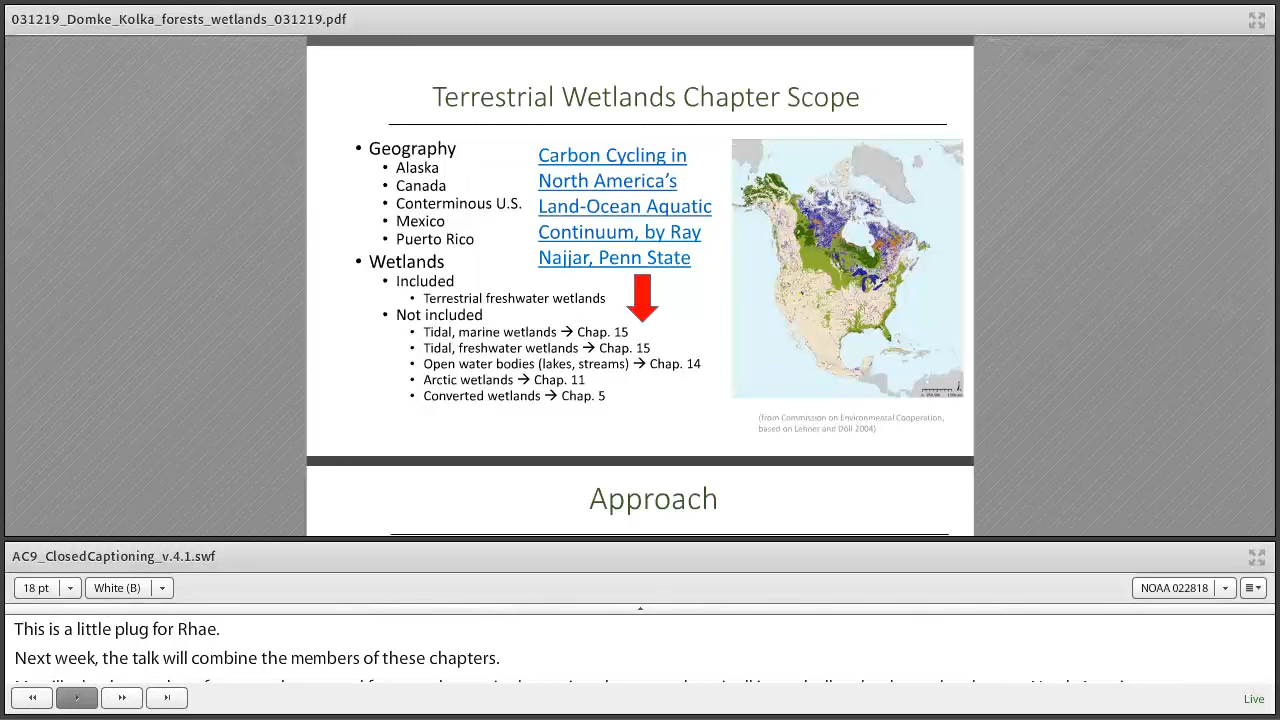 031219_Domke_Kolka_forests_wetlands_031219.pdf
Terrestrial Wetlands Chapter Scope
• Geography
• Alaska
• Canada
• Conterminous U.S.
• Mexico
• Puerto Rico
• Wetlands
• Included
• Terrestrial freshwater wetlands
• Not included
• Tidal, marine wetlands → Chap. 15
• Tidal, freshwater wetlands → Chap. 15
• Open water bodies (lakes, streams) → Chap. 14
• Arctic wetlands → Chap. 11
• Converted wetlands → Chap. 5
Carbon Cycling in
North America's
Land-Ocean Aquatic
Continuum, by Ray
Najjar, Penn State
(from Commission on Environmental Cooperation,
based on Lehner and Döll 2004)
Approach
AC9_ClosedCaptioning_v.4.1.swf
18 pt
White (B)
NOAA 022818
This is a little plug for Rhae.
Next week, the talk will combine the members of these chapters.
Live